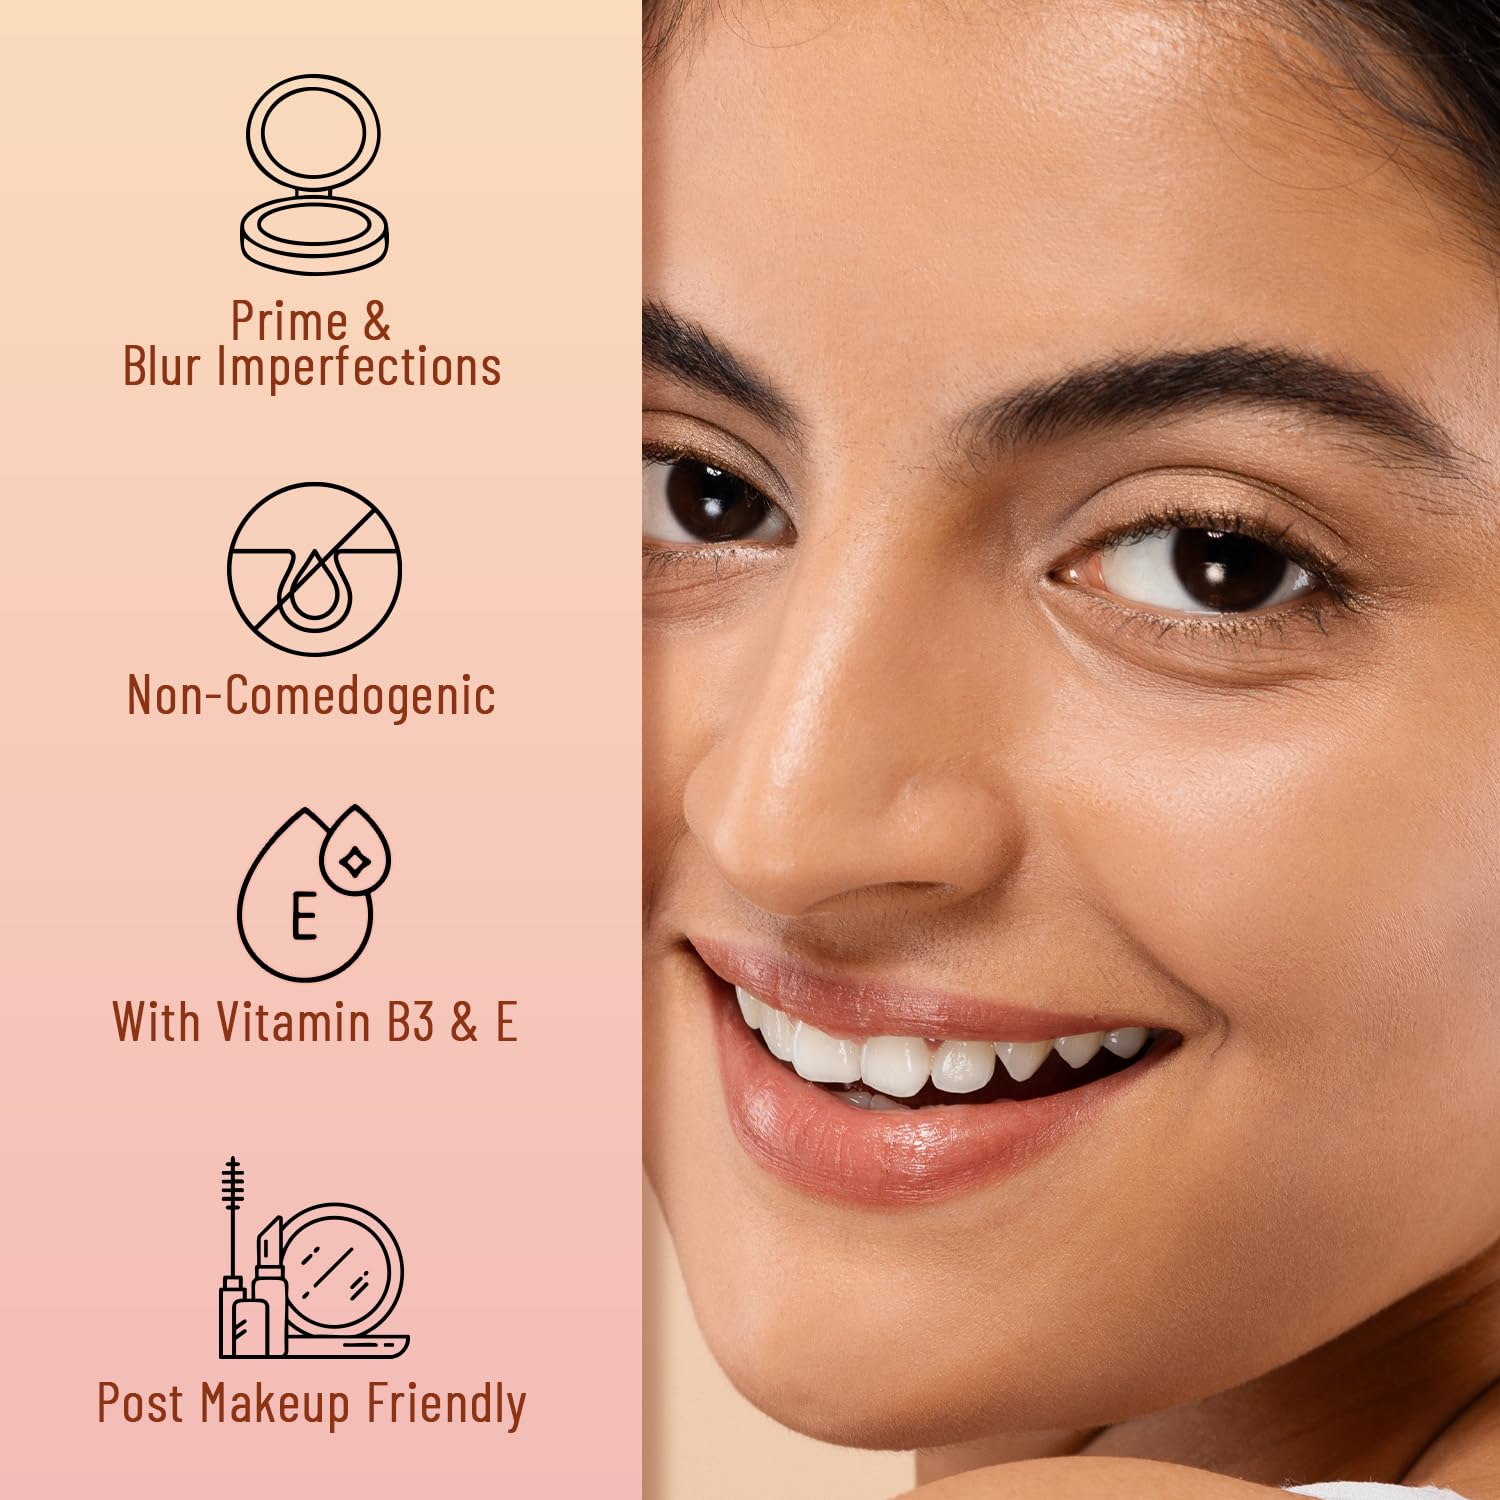 Prime &
Blur Imperfections
Non-Comedogenic
E
With Vitamin B3 & E
Post Makeup Friendly